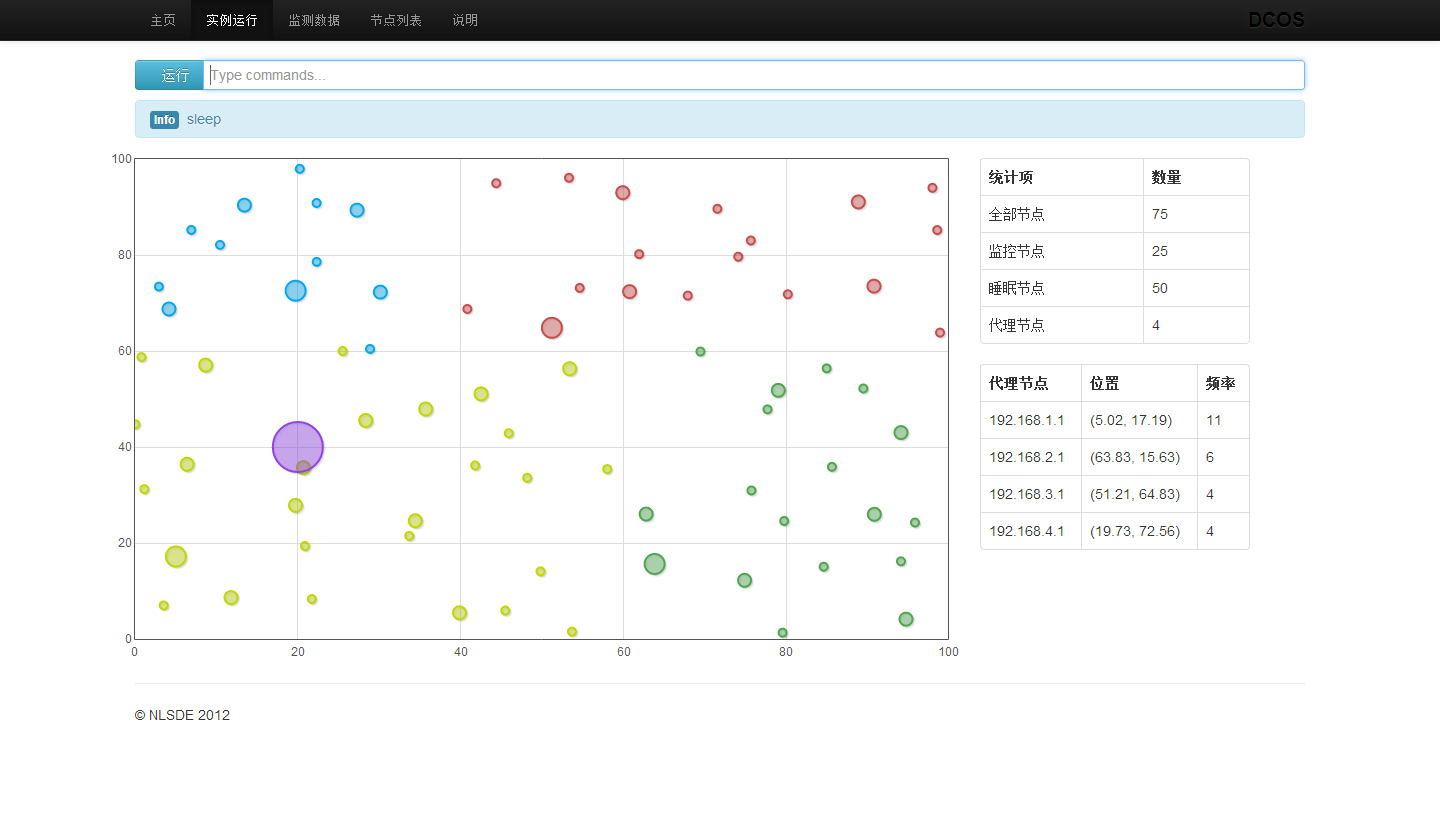 主页 实例运行 监测数据 节点列表 说明 DCOS
运行 Type commands...
Info sleep
100
80
60
40
20
0
0 20 40 60 80 100
统计项 数量
全部节点 75
监控节点 25
睡眠节点 50
代理节点 4
代理节点 位置 频率
192.168.1.1 (5.02, 17.19) 11
192.168.2.1 (63.83, 15.63) 6
192.168.3.1 (51.21, 64.83) 4
192.168.4.1 (19.73, 72.56) 4
© NLSDE 2012